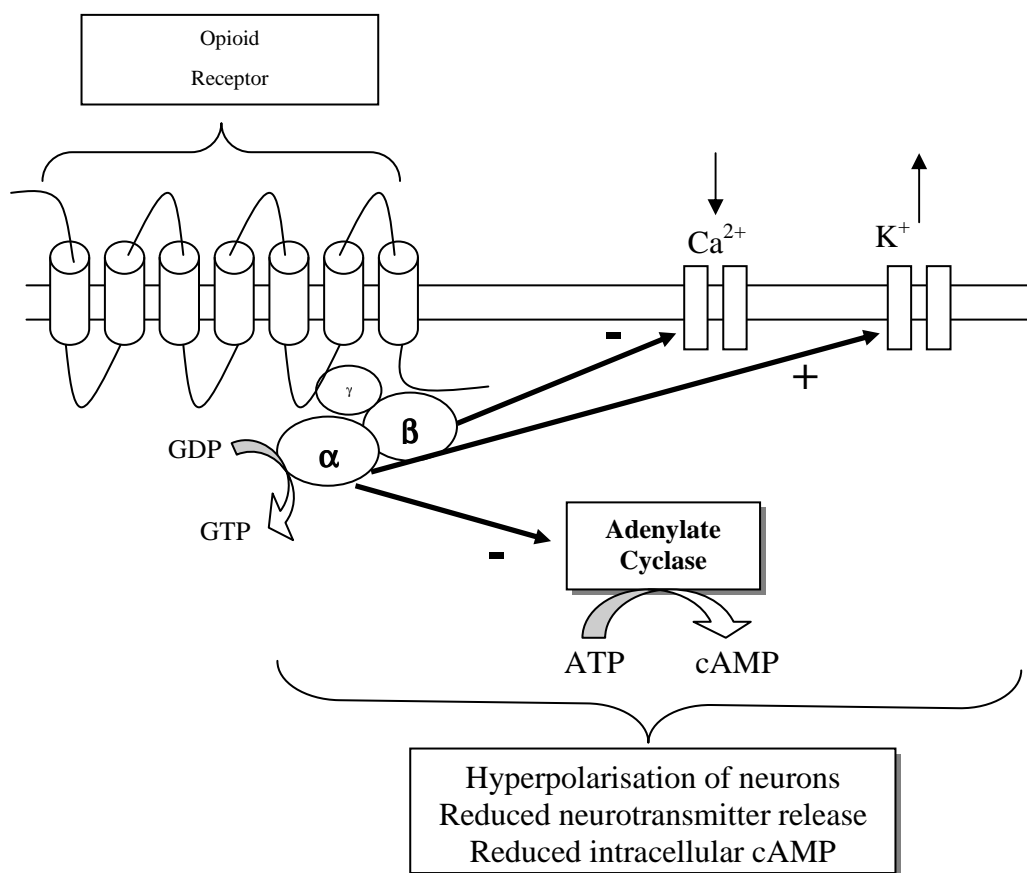 Opioid
Receptor
Ca²⁺
K⁺
-
+
γ
β
α
GDP
GTP
-
Adenylate
Cyclase
ATP cAMP
Hyperpolarisation of neurons
Reduced neurotransmitter release
Reduced intracellular cAMP